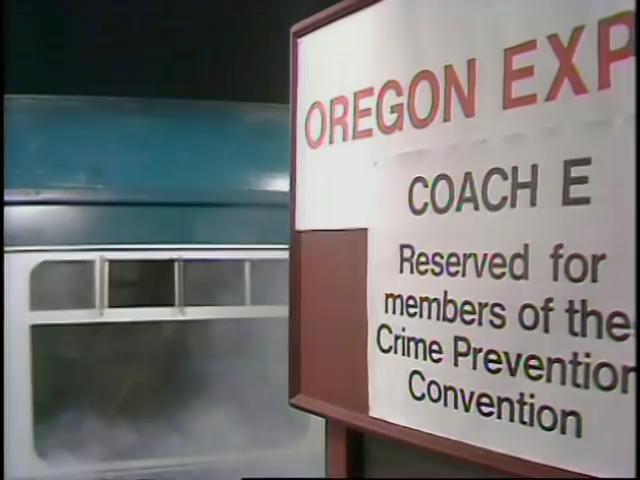 OREGON EXP
COACH E
Reserved for
members of the
Crime Prevention
Convention